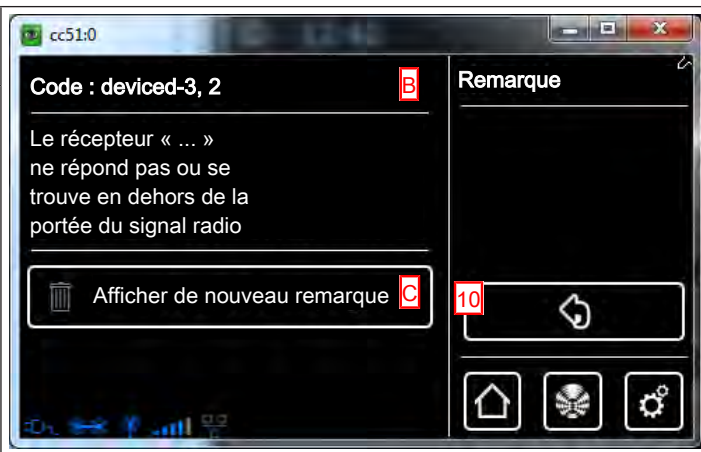 cc51:0
Code : deviced-3, 2
B
Remarque
Le récepteur « ... »
ne répond pas ou se
trouve en dehors de la
portée du signal radio
Afficher de nouveau remarque
C
10